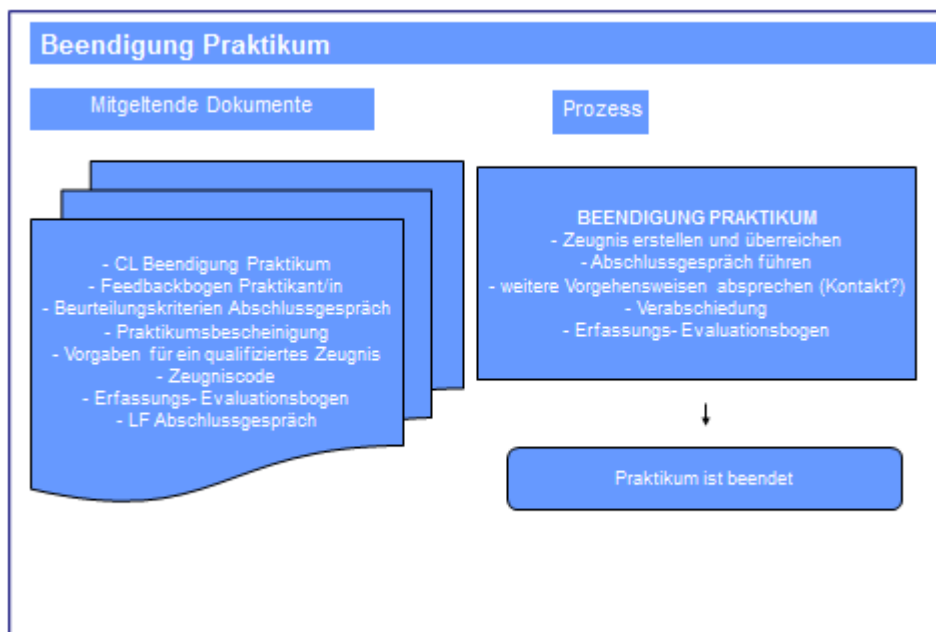 Beendigung Praktikum
Mitgeltende Dokumente
Prozess
- CL Beendigung Praktikum
- Feedbackbogen Praktikant/in
- Beurteilungskriterien Abschlussgespräch
- Praktikumsbescheinigung
- Vorgaben für ein qualifiziertes Zeugnis
- Zeugniscode
- Erfassungs- Evaluationsbogen
- LF Abschlussgespräch
BEENDIGUNG PRAKTIKUM
- Zeugnis erstellen und überreichen
- Abschlussgespräch führen
- weitere Vorgehensweisen absprechen (Kontakt?)
- Verabschiedung
- Erfassungs- Evaluationsbogen
Praktikum ist beendet